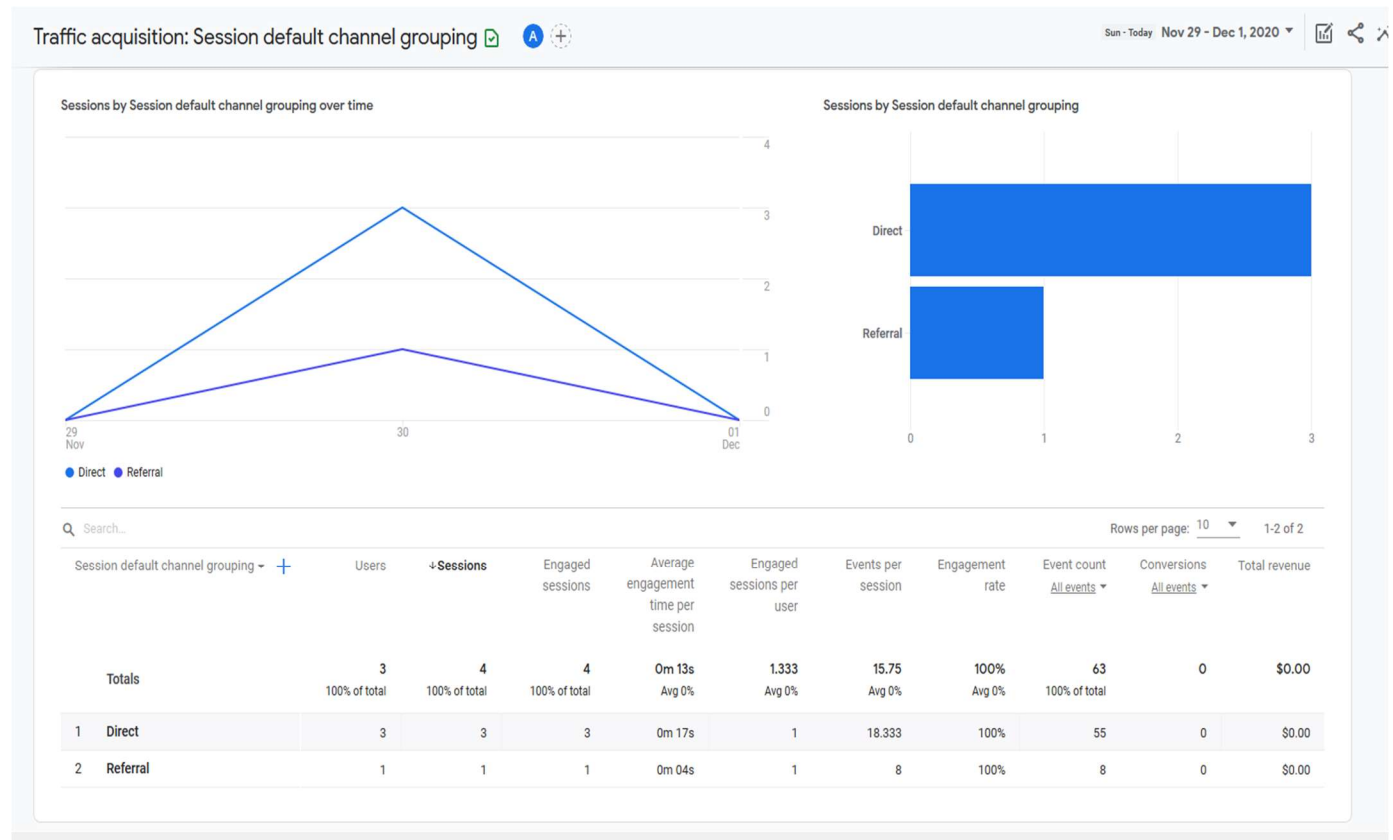 Traffic acquisition: Session default channel grouping A
Sun - Today Nov 29 - Dec 1, 2020
Sessions by Session default channel grouping over time
4
3
2
1
0
29
Nov
30
01
Dec
Direct Referral
Sessions by Session default channel grouping
Direct
Referral
0 1 2 3
Search...
Rows per page: 10 1-2 of 2
Session default channel grouping Users Sessions Engaged sessions Average engagement time per session Engaged sessions per user Events per session Engagement rate Event count All events Conversions All events Total revenue
Totals 3 4 4 0m 13s 1.333 15.75 100% 63 0 $0.00
100% of total 100% of total 100% of total Avg 0% Avg 0% Avg 0% Avg 0% 100% of total
1 Direct 3 3 3 0m 17s 1 18.333 100% 55 0 $0.00
2 Referral 1 1 1 0m 04s 1 8 100% 8 0 $0.00